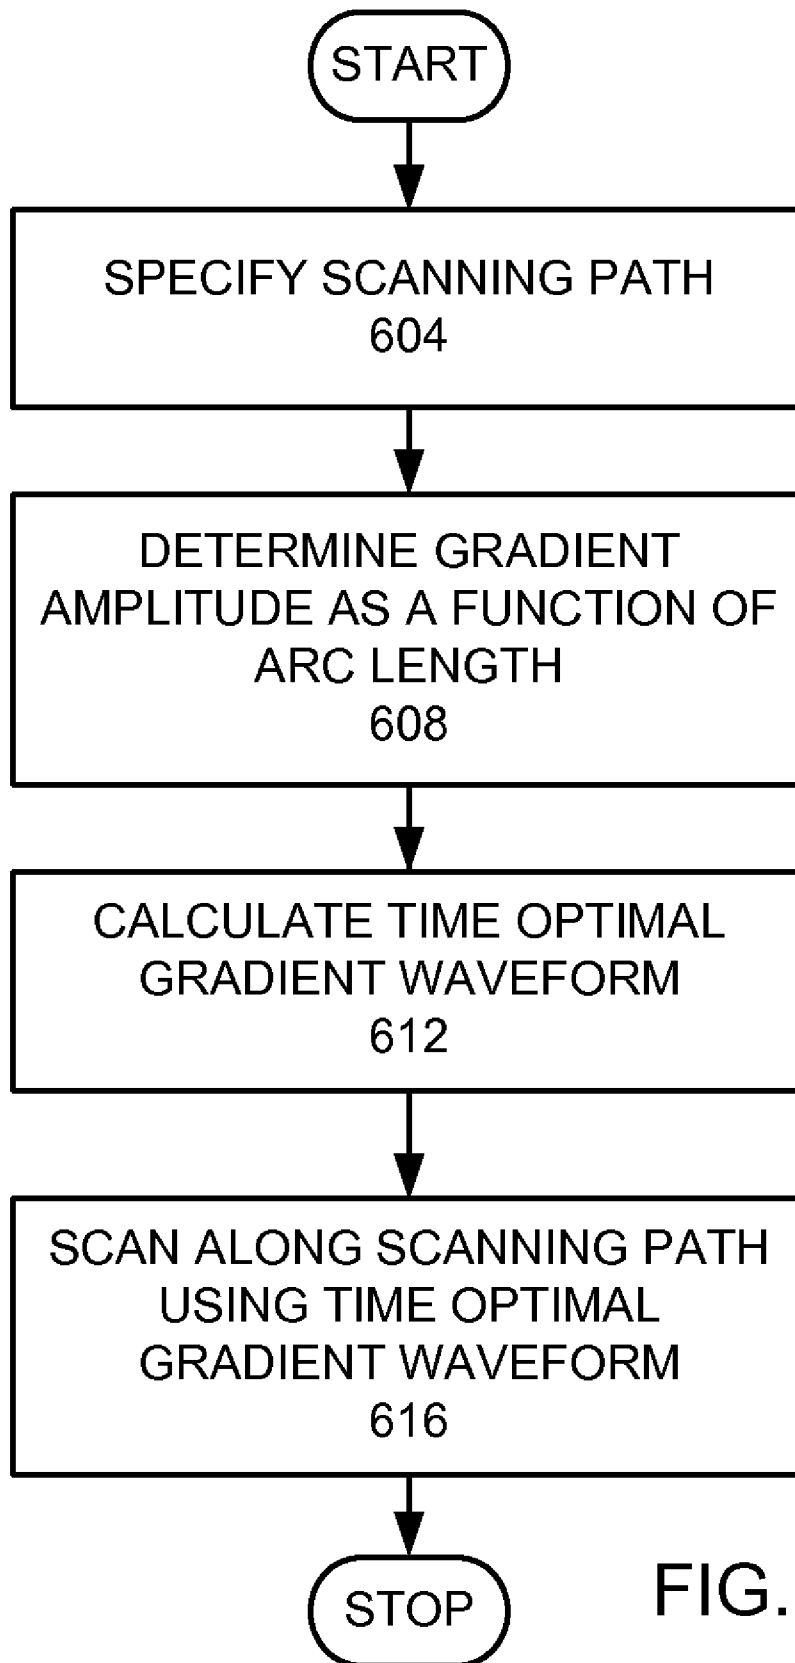 START
SPECIFY SCANNING PATH
604
DETERMINE GRADIENT
AMPLITUDE AS A FUNCTION OF
ARC LENGTH
608
CALCULATE TIME OPTIMAL
GRADIENT WAVEFORM
612
SCAN ALONG SCANNING PATH
USING TIME OPTIMAL
GRADIENT WAVEFORM
616
STOP
FIG.